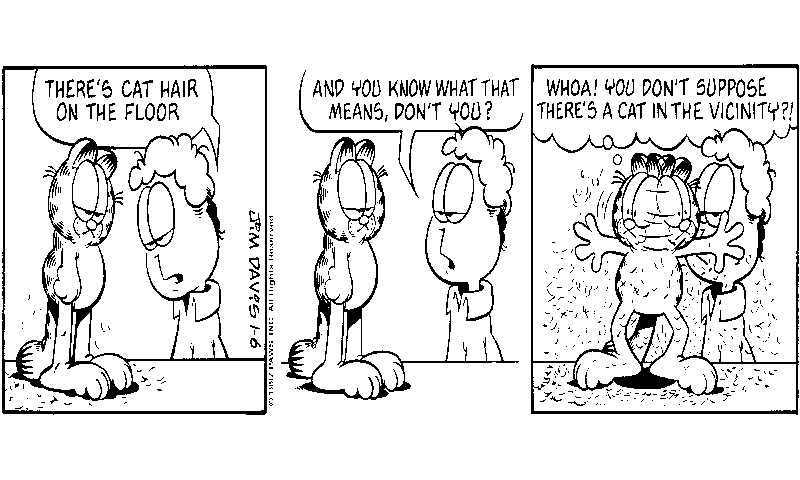 THERE'S CAT HAIR
ON THE FLOOR
JIM DAVIS 1-6
AND YOU KNOW WHAT THAT
MEANS, DON'T YOU?
WHOA! YOU DON'T SUPPOSE
THERE'S A CAT IN THE VICINITY?!